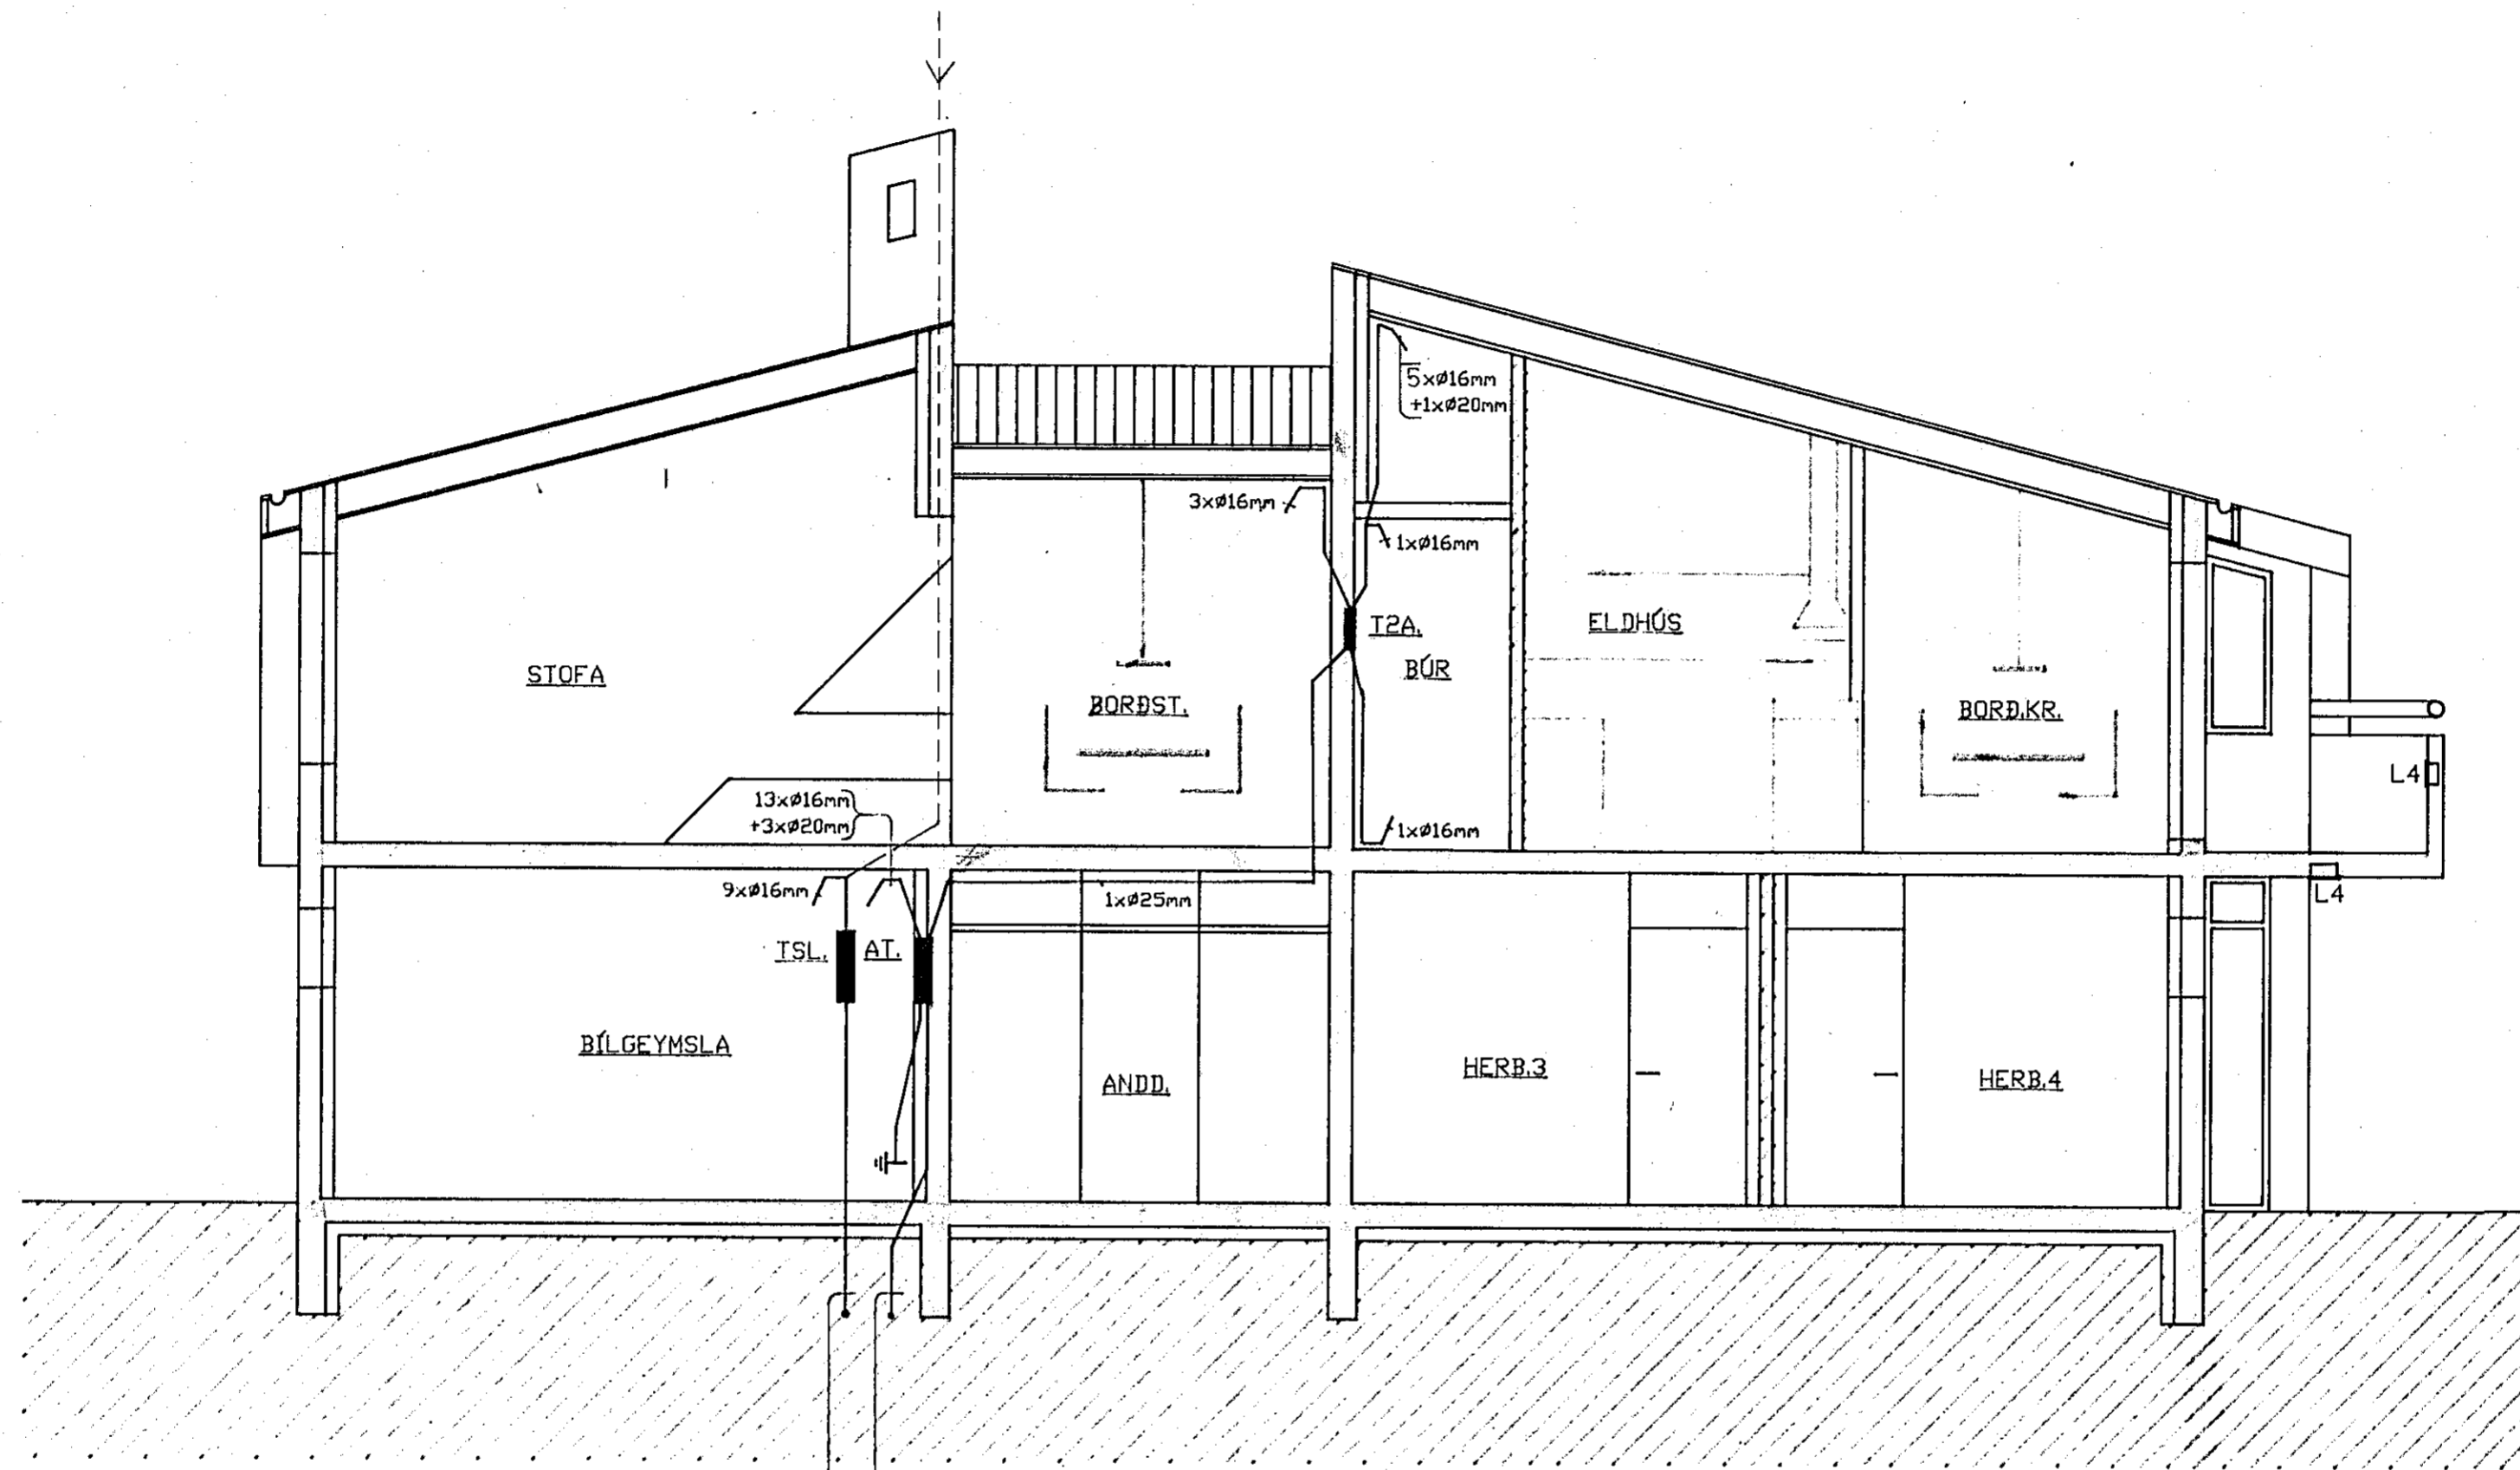 5xØ16mm
+1xØ20mm
3xØ16mm
1xØ16mm
T2A.
ELDHÚS
BÚR
STOFA
BORÐST.
BORÐ.KR.
L4
13xØ16mm
+3xØ20mm
1xØ16mm
9xØ16mm
1xØ25mm
L4
TSL.
AT.
BÍLGEYMSLA
HERB.3
HERB.4
ANDD.